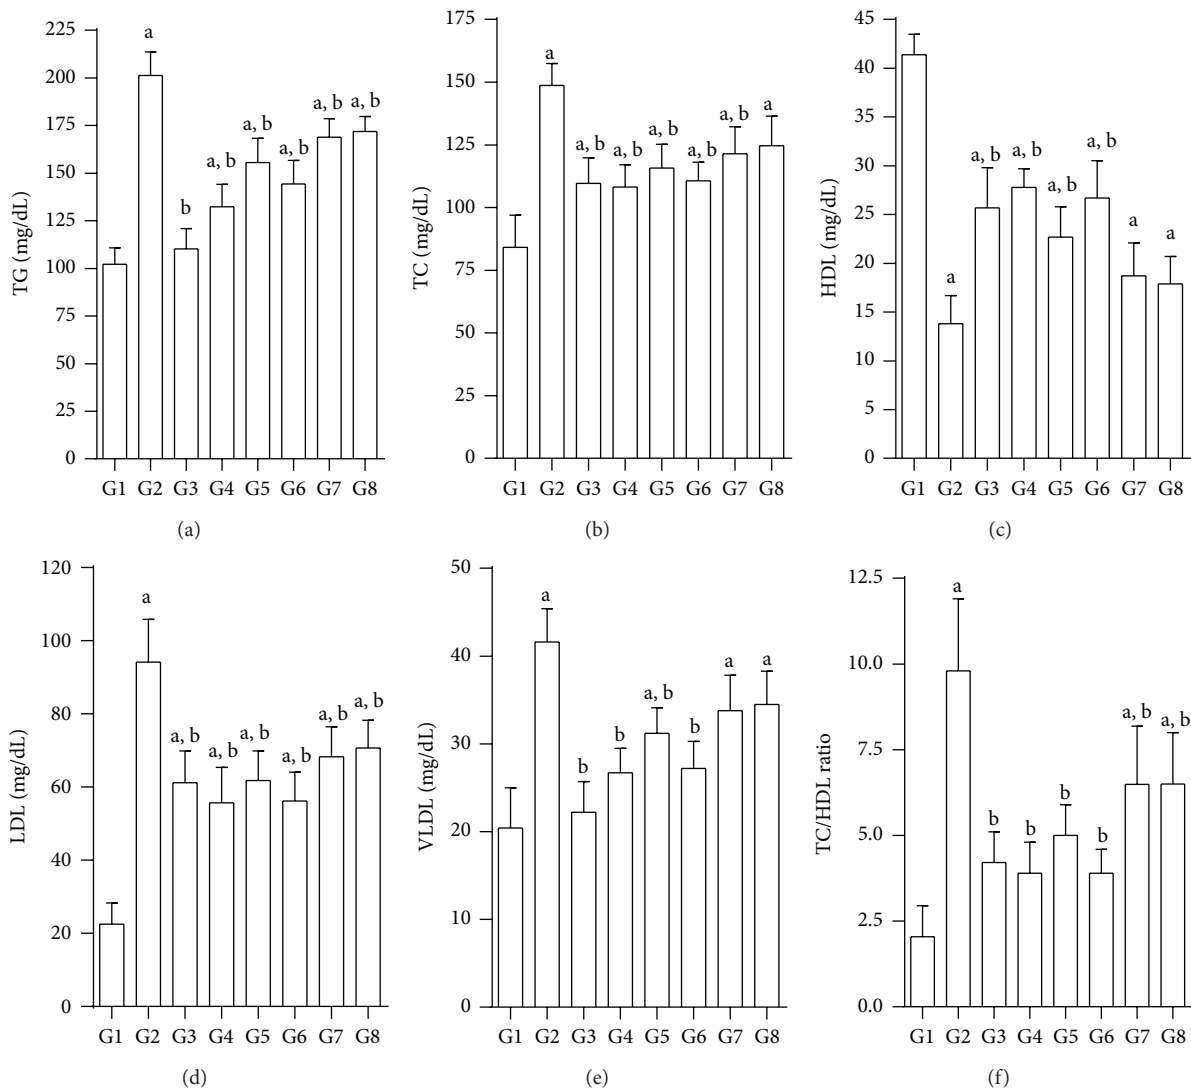 TG (mg/dL)
225
200
175
150
125
100
75
50
25
0
a
b
a, b
a, b
a, b
a, b
a, b
G1 G2 G3 G4 G5 G6 G7 G8
(a)
TC (mg/dL)
175
150
125
100
75
50
25
0
a
a, b
a, b
a, b
a, b
a, b
a
G1 G2 G3 G4 G5 G6 G7 G8
(b)
HDL (mg/dL)
45
40
35
30
25
20
15
10
5
0
a
a, b
a, b
a, b
a, b
a
a
G1 G2 G3 G4 G5 G6 G7 G8
(c)
LDL (mg/dL)
120
100
80
60
40
20
0
a
a, b
a, b
a, b
a, b
a, b
a, b
G1 G2 G3 G4 G5 G6 G7 G8
(d)
VLDL (mg/dL)
50
40
30
20
10
0
a
b
b
a, b
b
a
a
G1 G2 G3 G4 G5 G6 G7 G8
(e)
TC/HDL ratio
12.5
10.0
7.5
5.0
2.5
0.0
a
b
b
b
b
a, b
a, b
G1 G2 G3 G4 G5 G6 G7 G8
(f)